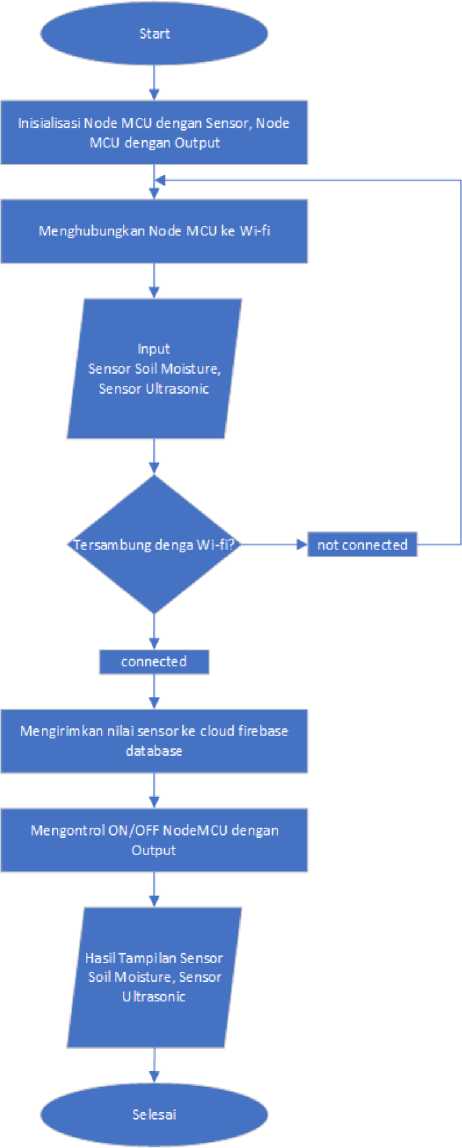 Start
Inisialisasi Node MCU dengan Sensor, Node
MCU dengan Output
Menghubungkan Node MCU ke Wi-fi
Input
Sensor Soil Moisture,
Sensor Ultrasonic
Tersambung denga Wi-fi?
not connected
connected
Mengirimkan nilai sensor ke cloud firebase
database
Mengontrol ON/OFF NodeMCU dengan
Output
Hasil Tampilan Sensor
Soil Moisture, Sensor
Ultrasonic
Selesai